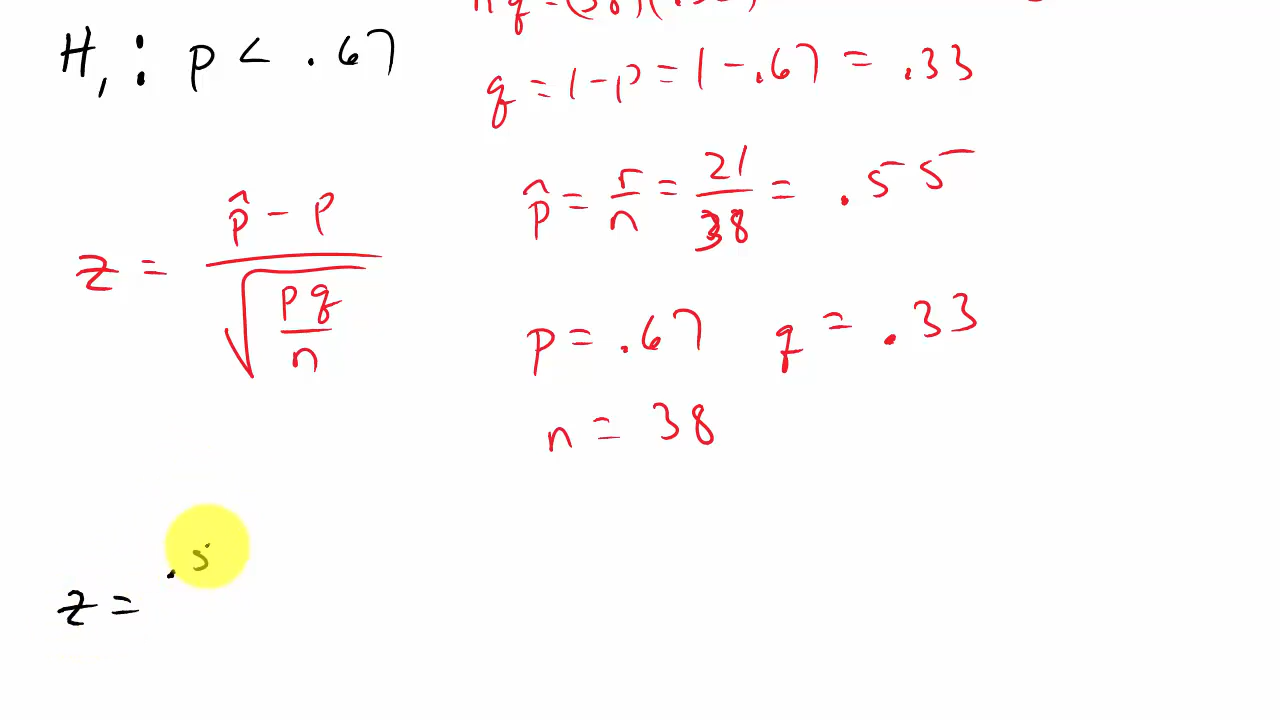 H₁ : p < .67
q = 1 - p = 1 - .67 = .33
p̂ = r/n = 21/38 = .55
z = (p̂ - p) / √(pq/n)
p = .67 q = .33
n = 38
z = .5